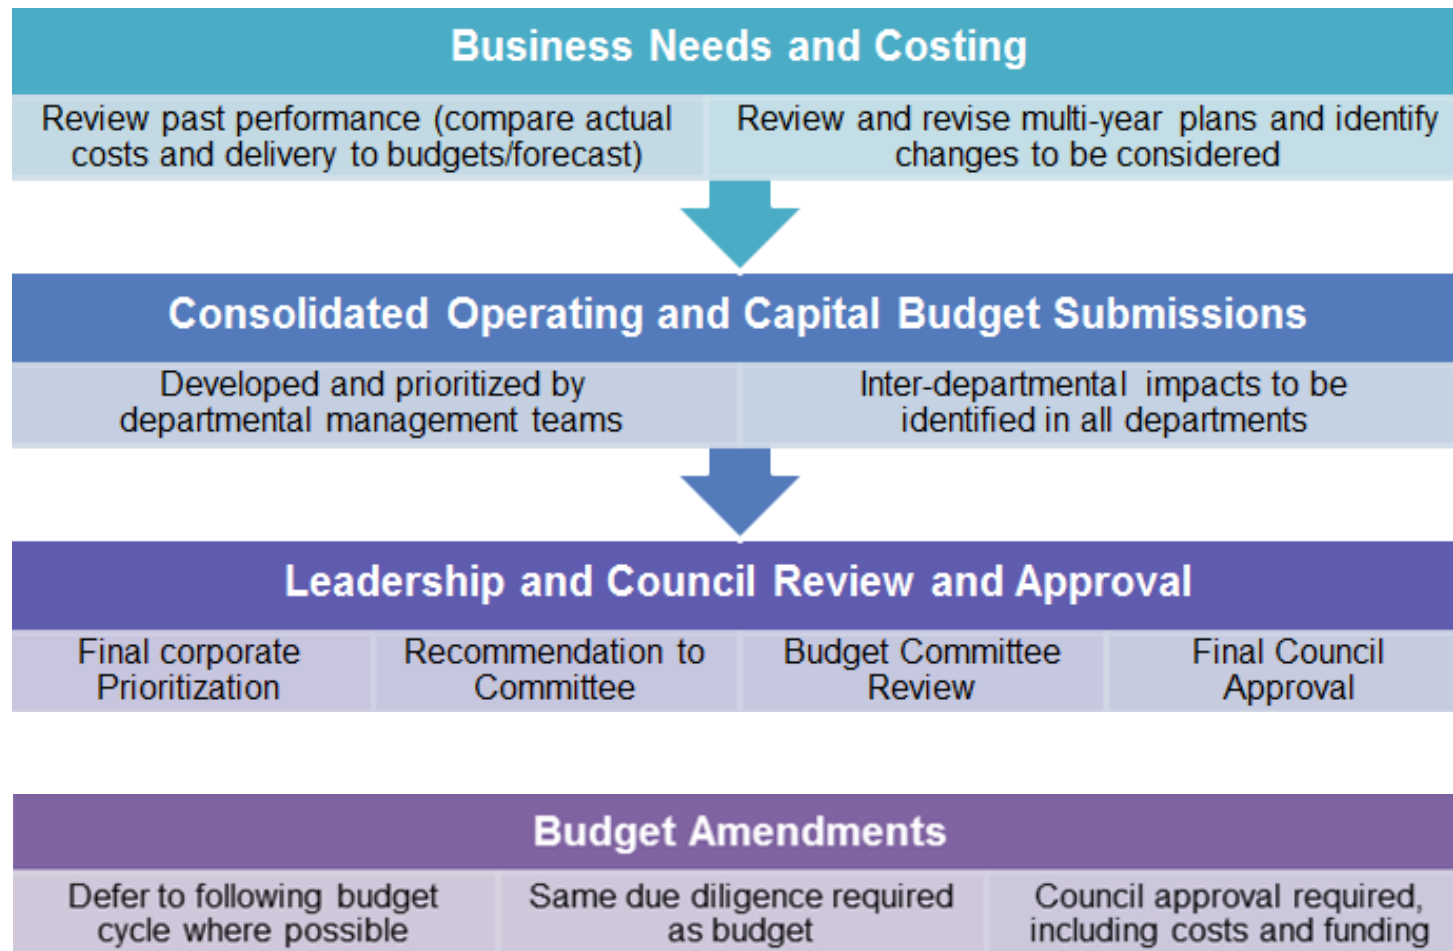 Business Needs and Costing
Review past performance (compare actual
costs and delivery to budgets/forecast)
Review and revise multi-year plans and identify
changes to be considered
Consolidated Operating and Capital Budget Submissions
Developed and prioritized by
departmental management teams
Inter-departmental impacts to be
identified in all departments
Leadership and Council Review and Approval
Final corporate
Prioritization
Recommendation to
Committee
Budget Committee
Review
Final Council
Approval
Budget Amendments
Defer to following budget
cycle where possible
Same due diligence required
as budget
Council approval required,
including costs and funding